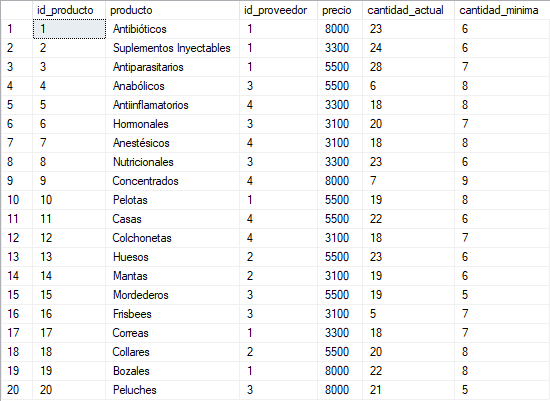 id_producto producto id_proveedor precio cantidad_actual cantidad_minima
1 1 Antibióticos 1 8000 23 6
2 2 Suplementos Inyectables 1 3300 24 6
3 3 Antiparasitarios 1 5500 28 7
4 4 Anabólicos 3 5500 6 8
5 5 Antiinflamatorios 4 3300 18 8
6 6 Hormonales 3 3100 20 7
7 7 Anestésicos 4 3100 18 8
8 8 Nutricionales 3 3300 23 6
9 9 Concentrados 4 8000 7 9
10 10 Pelotas 1 5500 19 8
11 11 Casas 4 5500 22 6
12 12 Colchonetas 4 3100 18 7
13 13 Huesos 2 5500 23 6
14 14 Mantas 2 3100 19 6
15 15 Mordederos 3 5500 19 5
16 16 Frisbees 3 3100 5 7
17 17 Correas 1 3300 18 7
18 18 Collares 2 5500 20 8
19 19 Bozales 1 8000 22 8
20 20 Peluches 3 8000 21 5